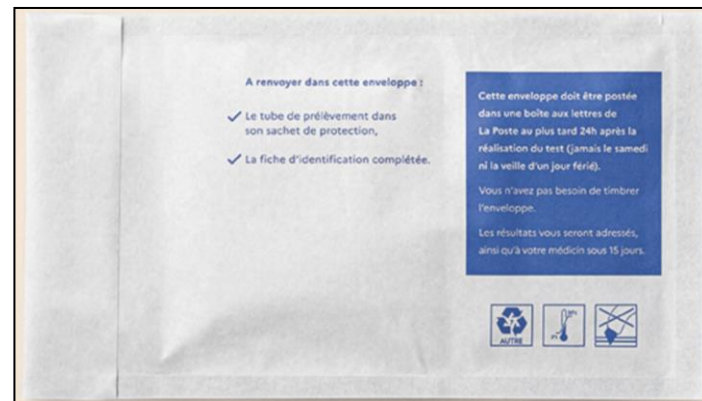 A renvoyer dans cette enveloppe :
Le tube de prélèvement dans
son sachet de protection,
La fiche d'identification complétée.
Cette enveloppe doit être postée
dans une boîte aux lettres de
La Poste au plus tard 24h après la
réalisation du test (jamais le samedi
ni la veille d'un jour férié).
Vous n'avez pas besoin de timbrer
l'enveloppe.
Les résultats vous seront adressés,
ainsi qu'à votre médicin sous 15 jours.
AUTRE